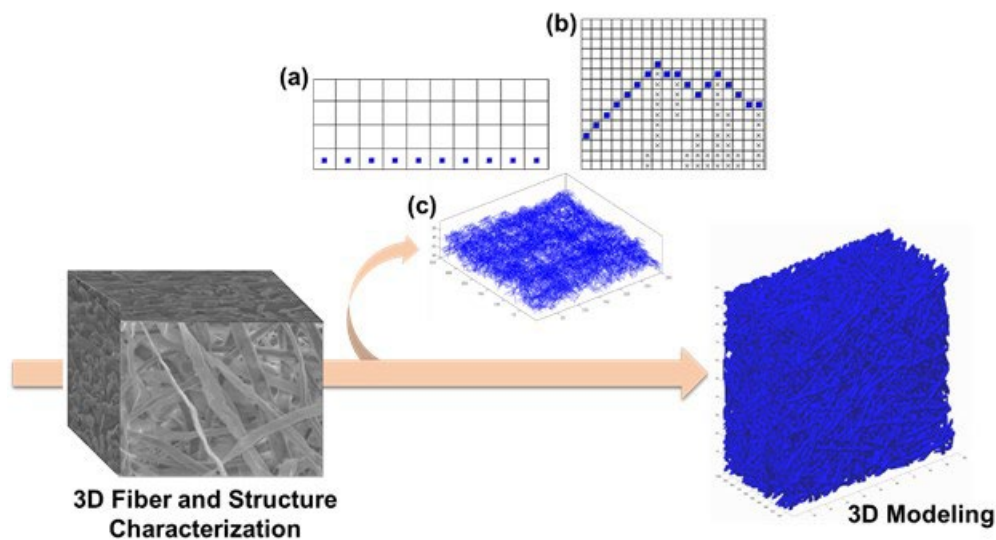 (b)
(a)
(c)
3D Fiber and Structure
Characterization
3D Modeling